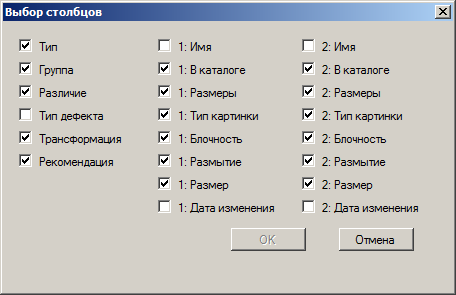 Выбор столбцов
Тип
1: Имя
2: Имя
Группа
1: В каталоге
2: В каталоге
Различие
1: Размеры
2: Размеры
Тип дефекта
1: Тип картинки
2: Тип картинки
Трансформация
1: Блочность
2: Блочность
Рекомендация
1: Размытие
2: Размытие
1: Размер
2: Размер
1: Дата изменения
2: Дата изменения
OK
Отмена